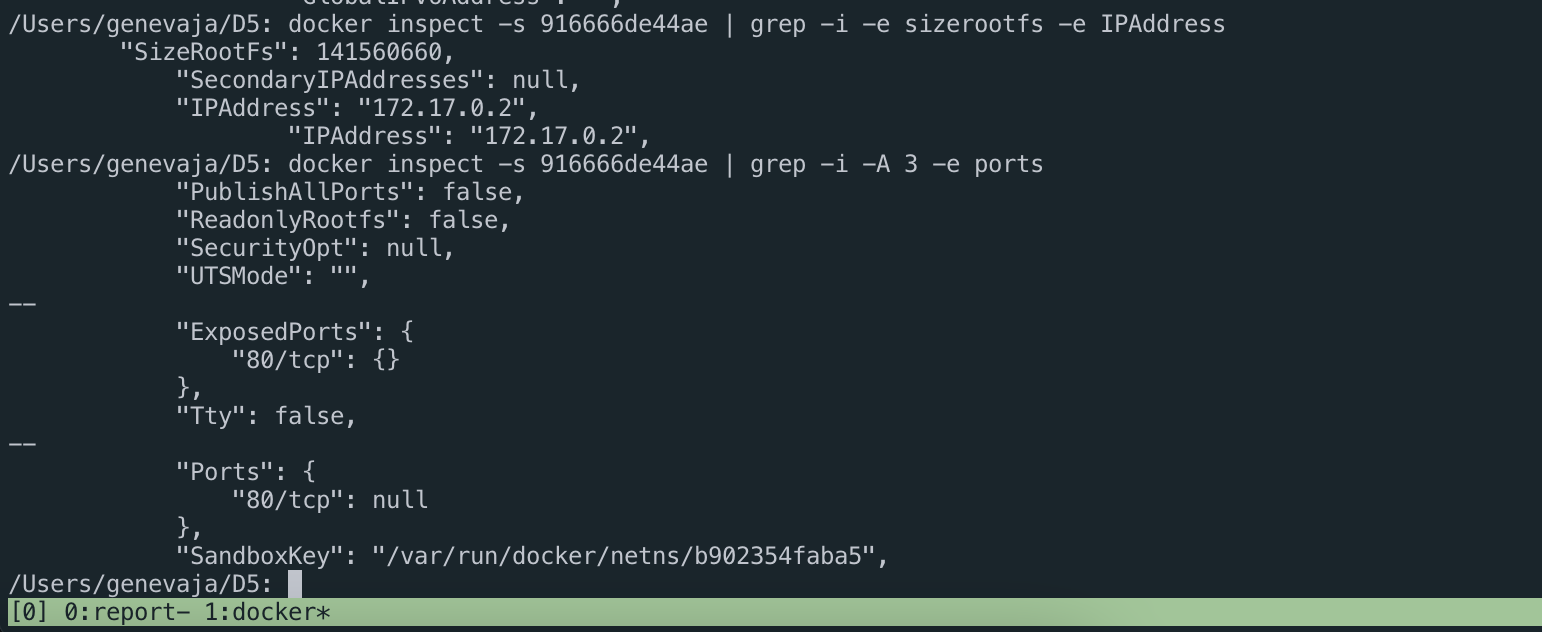 /Users/genevaja/D5: docker inspect -s 916666de44ae | grep -i -e sizerootfs -e IPAddress
"SizeRootFs": 141560660,
"SecondaryIPAddresses": null,
"IPAddress": "172.17.0.2",
"IPAddress": "172.17.0.2",
/Users/genevaja/D5: docker inspect -s 916666de44ae | grep -i -A 3 -e ports
"PublishAllPorts": false,
"ReadonlyRootfs": false,
"SecurityOpt": null,
"UTSMode": "",
--
"ExposedPorts": {
"80/tcp": {}
},
"Tty": false,
--
"Ports": {
"80/tcp": null
},
"SandboxKey": "/var/run/docker/netns/b902354faba5",
/Users/genevaja/D5:
[0] 0:report- 1:docker*